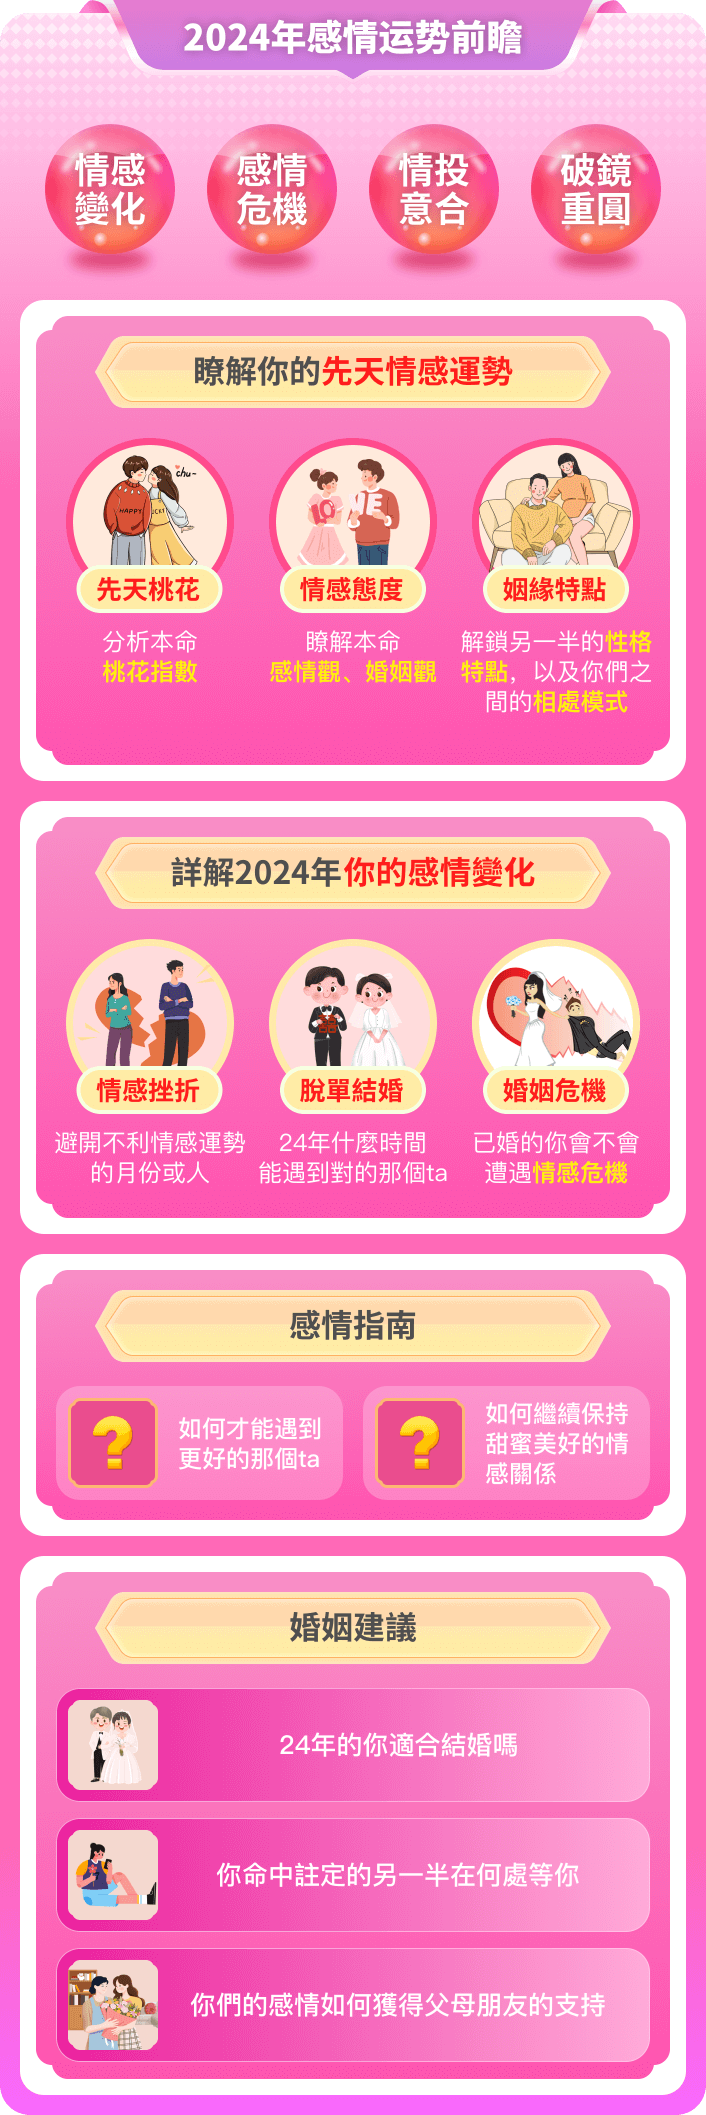 2024年感情运势前瞻
情感
變化
感情
危機
情投
意合
破鏡
重圓
瞭解你的先天情感運勢
chu~
HAPPY
LUCKY
LO
VE
先天桃花
情感態度
姻緣特點
分析本命
桃花指數
瞭解本命
感情觀、婚姻觀
解鎖另一半的性格
特點，以及你們之
間的相處模式
詳解2024年你的感情變化
情感挫折
脫單結婚
婚姻危機
避開不利情感運勢
的月份或人
24年什麼時間
能遇到對的那個ta
已婚的你會不會
遭遇情感危機
感情指南
如何才能遇到
更好的那個ta
如何繼續保持
甜蜜美好的情
感關係
婚姻建議
24年的你適合結婚嗎
你命中註定的另一半在何處等你
你們的感情如何獲得父母朋友的支持